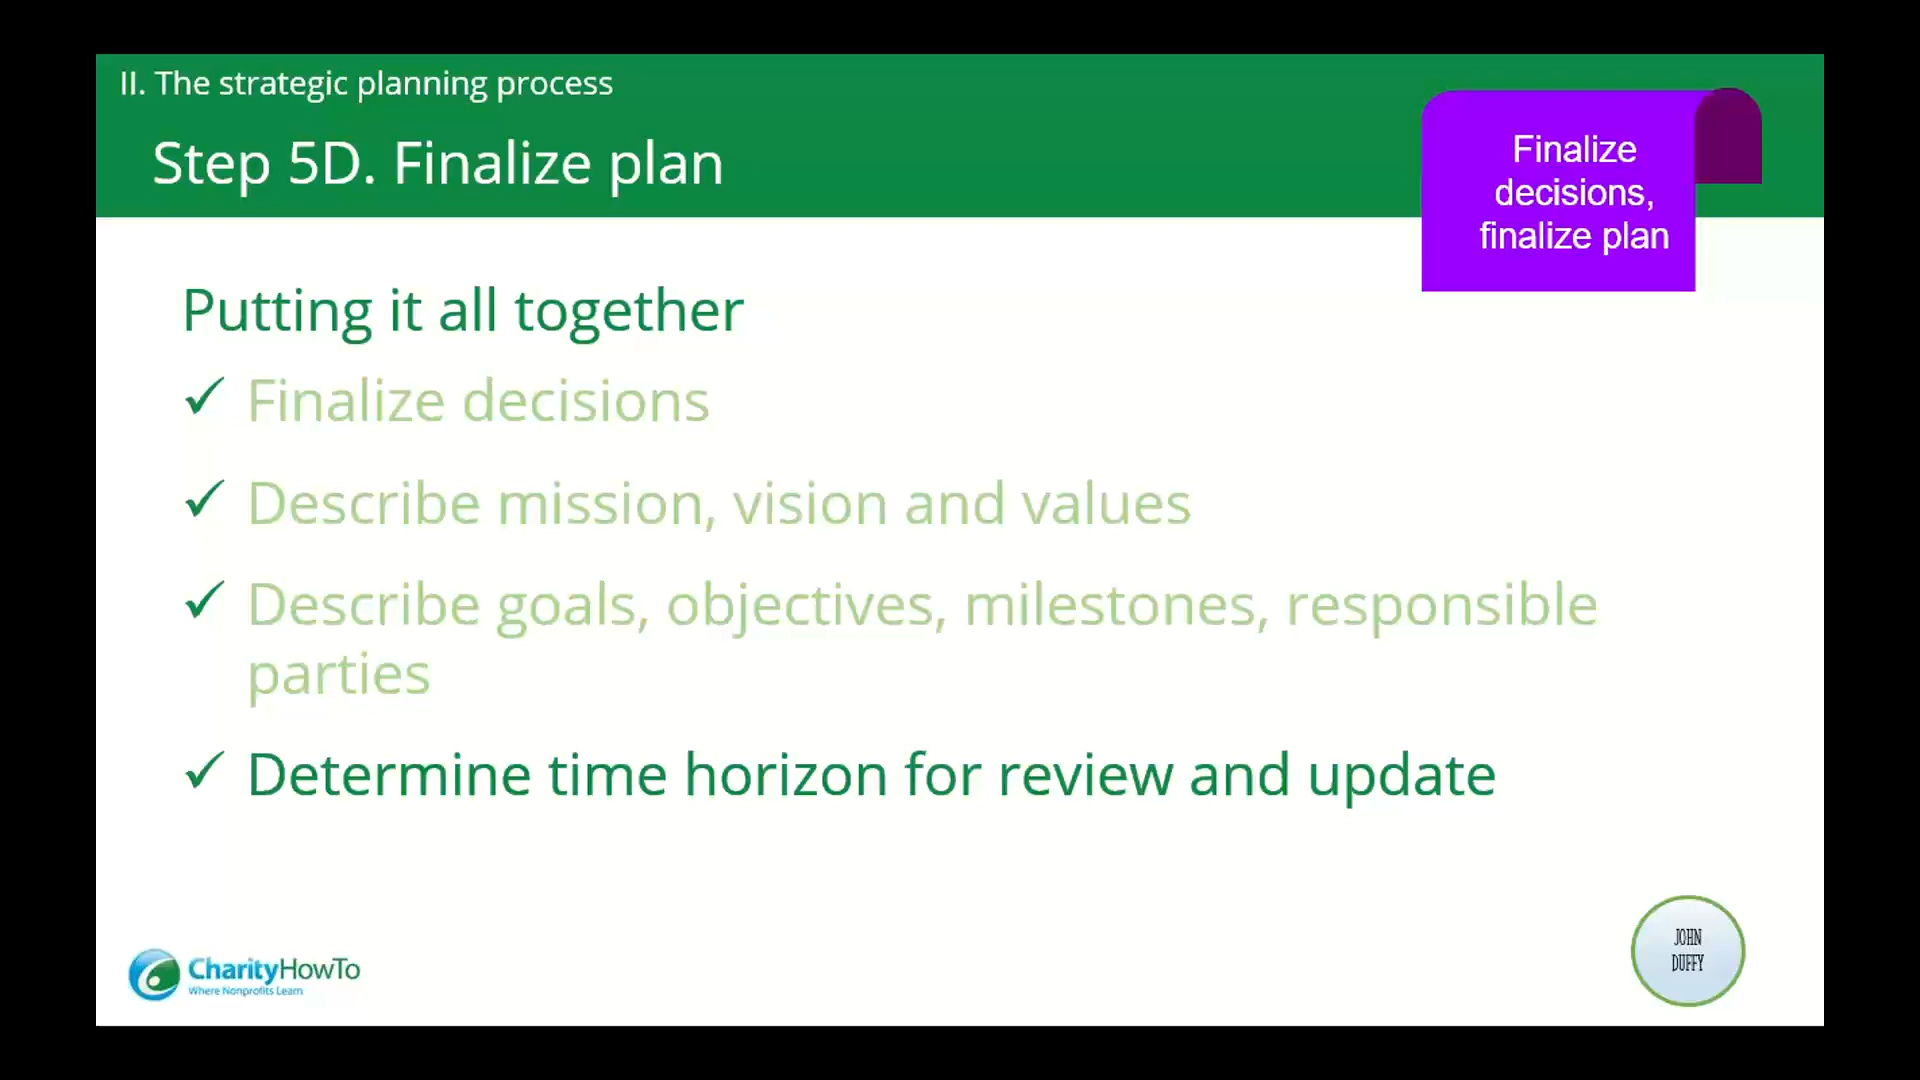 II. The strategic planning process
Step 5D. Finalize plan
Finalize
decisions,
finalize plan
Putting it all together
✓ Finalize decisions
✓ Describe mission, vision and values
✓ Describe goals, objectives, milestones, responsible
parties
✓ Determine time horizon for review and update
CharityHowTo
Where Nonprofits Learn
JOHN
DUFFY